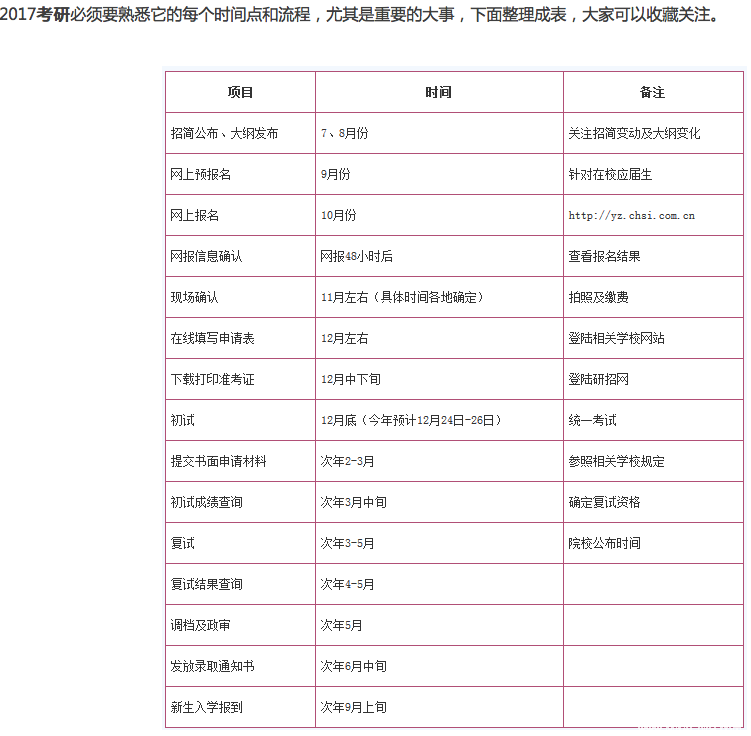 2017考研必须要熟悉它的每个时间点和流程，尤其是重要的大事，下面整理成表，大家可以收藏关注。
项目 时间 备注
招简公布、大纲发布 7、8月份 关注招简变动及大纲变化
网上预报名 9月份 针对在校应届生
网上报名 10月份 http://yz.chsi.com.cn
网报信息确认 网报48小时后 查看报名结果
现场确认 11月左右（具体时间各地确定） 拍照及缴费
在线填写申请表 12月左右 登陆相关学校网站
下载打印准考证 12月中下旬 登陆研招网
初试 12月底（今年预计12月24日-26日） 统一考试
提交书面申请材料 次年2-3月 参照相关学校规定
初试成绩查询 次年3月中旬 确定复试资格
复试 次年3-5月 院校公布时间
复试结果查询 次年4-5月
调档及政审 次年5月
发放录取通知书 次年6月中旬
新生入学报到 次年9月上旬